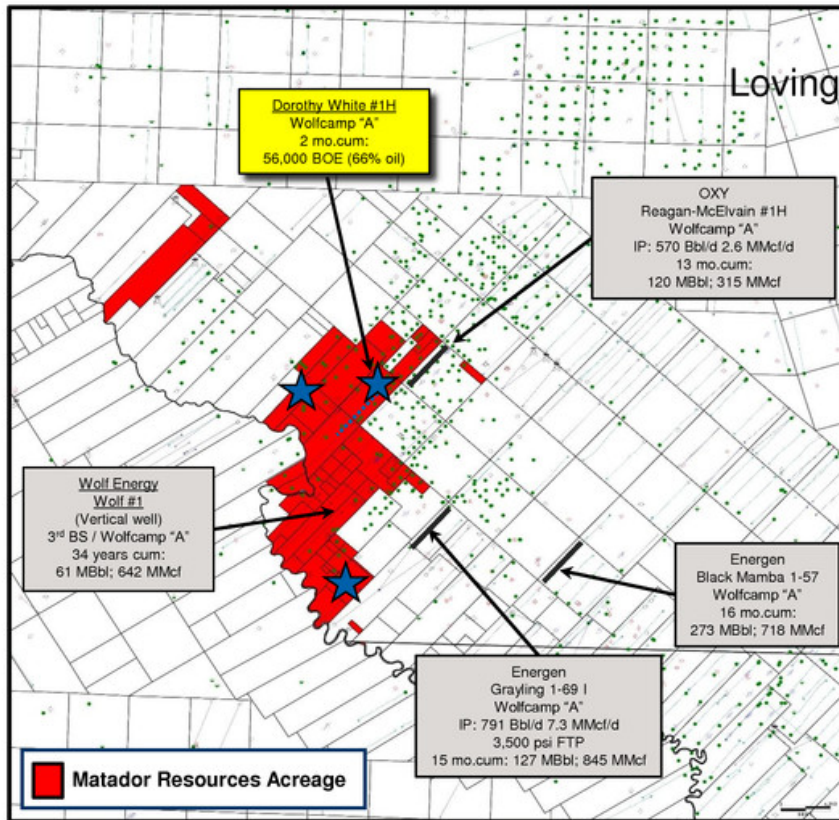 Loving
Dorothy White #1H
Wolfcamp "A"
2 mo.cum:
56,000 BOE (66% oil)
OXY
Reagan-McElvain #1H
Wolfcamp "A"
IP: 570 Bbl/d 2.6 MMcf/d
13 mo.cum:
120 MBbl; 315 MMcf
Wolf Energy
Wolf #1
(Vertical well)
3rd BS / Wolfcamp "A"
34 years cum:
61 MBbl; 642 MMcf
Energen
Black Mamba 1-57
Wolfcamp "A"
16 mo.cum:
273 MBbl; 718 MMcf
Energen
Grayling 1-69 I
Wolfcamp "A"
IP: 791 Bbl/d 7.3 MMcf/d
3,500 psi FTP
15 mo.cum: 127 MBbl; 845 MMcf
Matador Resources Acreage